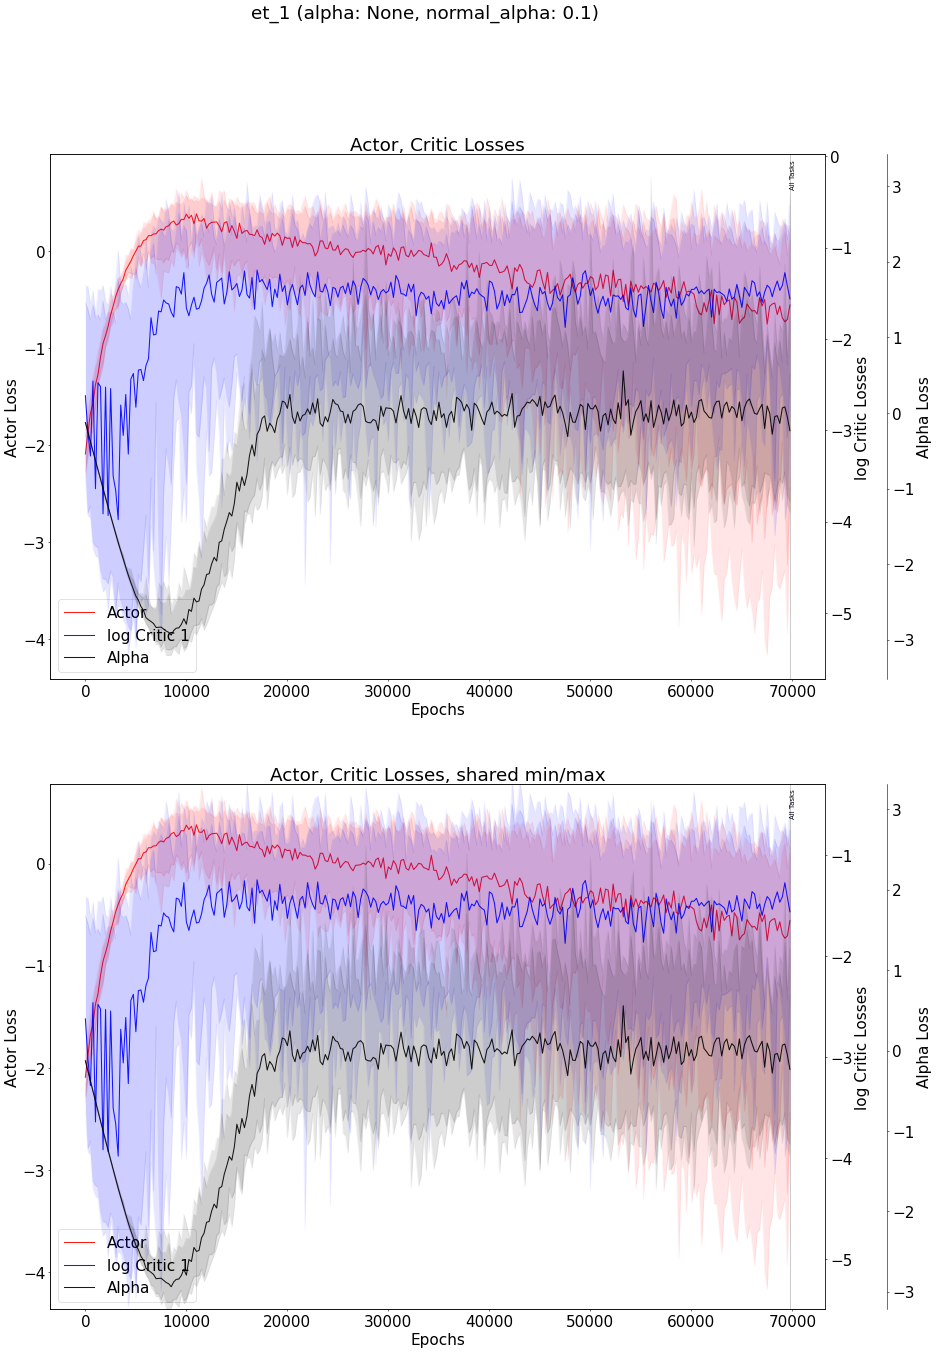 et_1 (alpha: None, normal_alpha: 0.1)
Actor, Critic Losses
All Tasks
0
−1
−2
−3
−4
Actor Loss
0
−1
−2
−3
−4
−5
log Critic Losses
3
2
1
0
−1
−2
−3
Alpha Loss
Actor
log Critic 1
Alpha
0 10000 20000 30000 40000 50000 60000 70000
Epochs
Actor, Critic Losses, shared min/max
All Tasks
0
−1
−2
−3
−4
Actor Loss
−1
−2
−3
−4
−5
log Critic Losses
3
2
1
0
−1
−2
−3
Alpha Loss
Actor
log Critic 1
Alpha
0 10000 20000 30000 40000 50000 60000 70000
Epochs